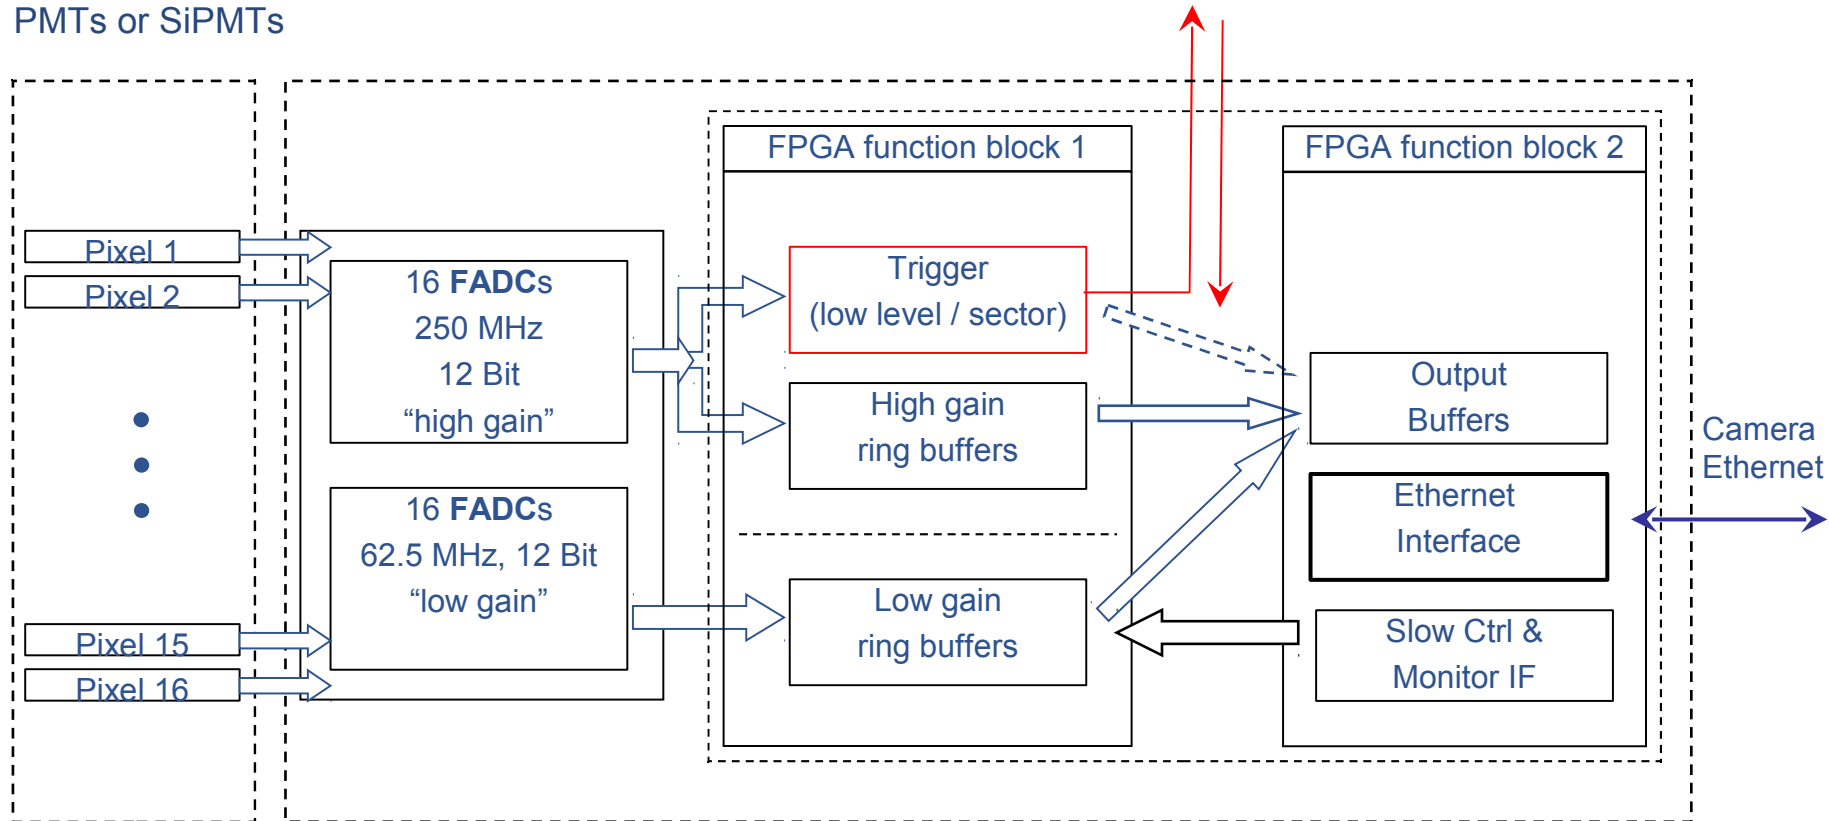 PMTs or SiPMTs
FPGA function block 1
FPGA function block 2
Pixel 1
Pixel 2
16 FADCs
250 MHz
12 Bit
“high gain”
Trigger
(low level / sector)
High gain
ring buffers
Output
Buffers
Camera
Ethernet
Ethernet
Interface
16 FADCs
62.5 MHz, 12 Bit
“low gain”
Low gain
ring buffers
Slow Ctrl &
Monitor IF
Pixel 15
Pixel 16